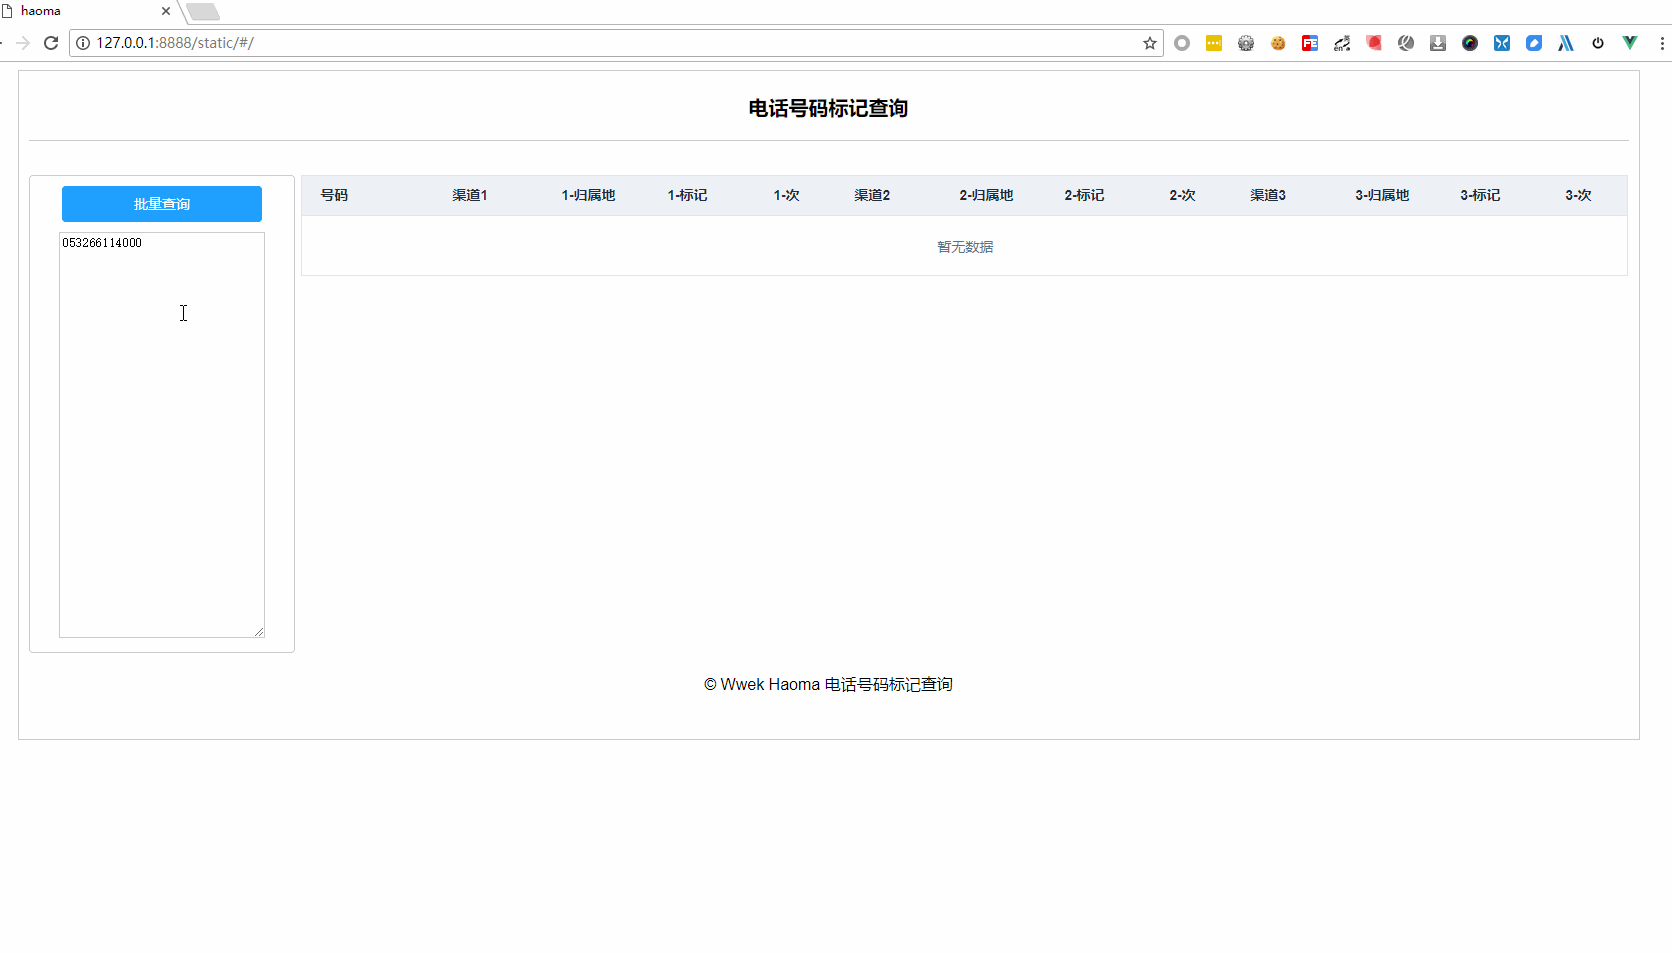 haoma
127.0.0.1:8888/static/#/
电话号码标记查询
批量查询
053266114000
号码 渠道1 1-归属地 1-标记 1-次 渠道2 2-归属地 2-标记 2-次 渠道3 3-归属地 3-标记 3-次
暂无数据
© Wwek Haoma 电话号码标记查询